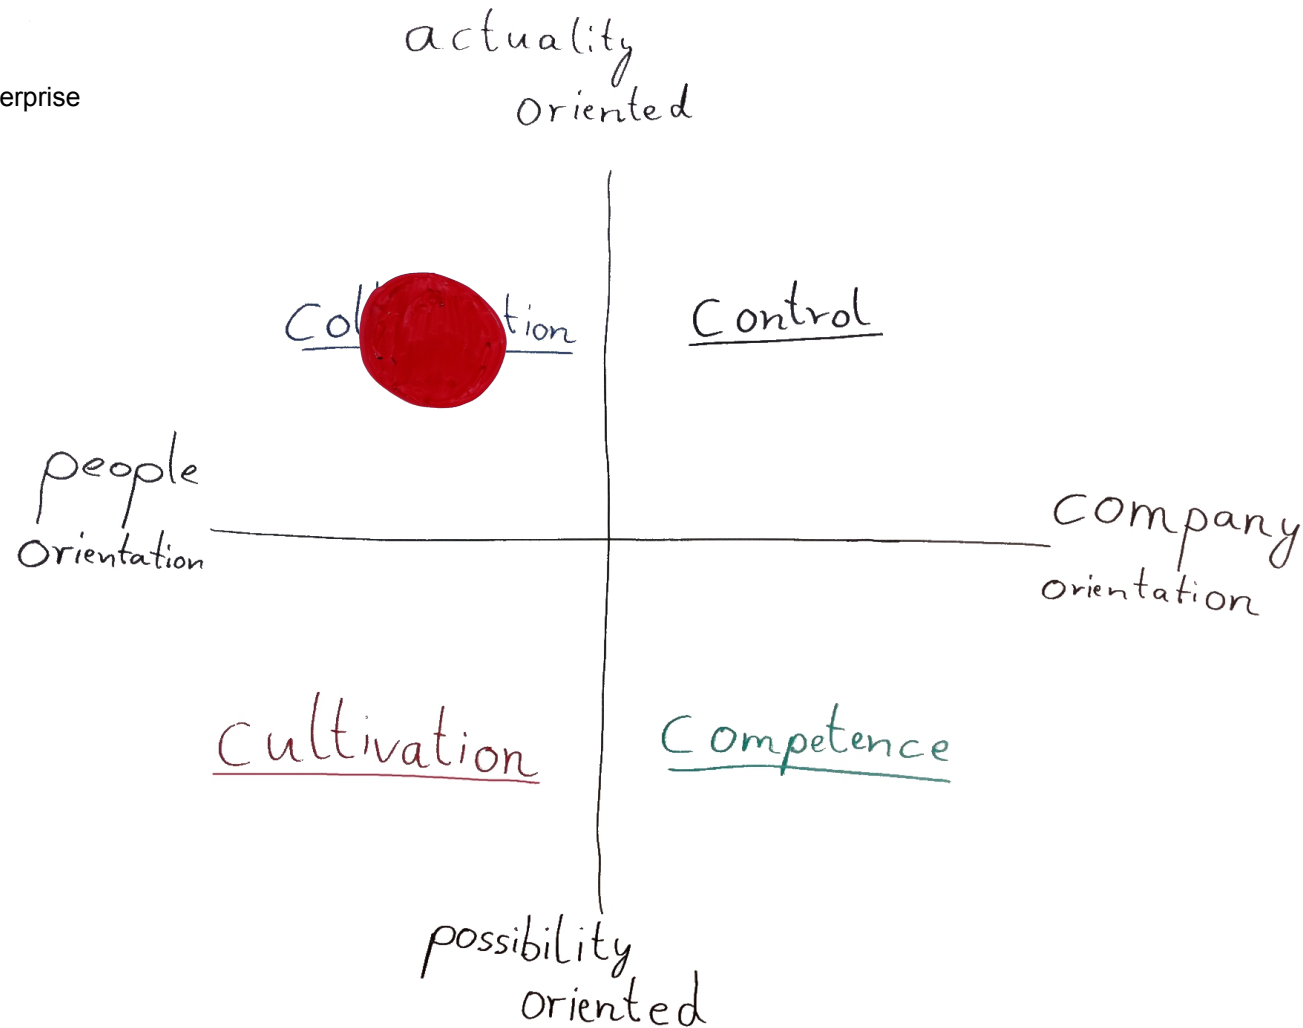 actuality
oriented
erprise
Control
people
orientation
company
orientation
Cultivation
Competence
possibility
oriented